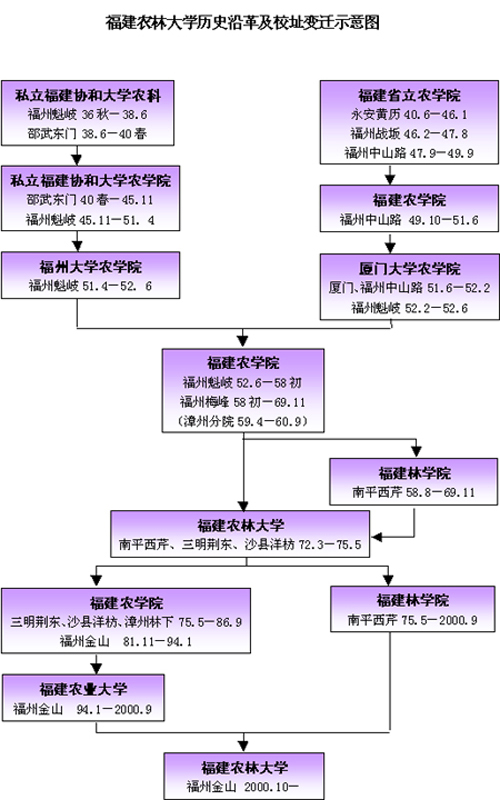 福建农林大学历史沿革及校址变迁示意图
私立福建协和大学农科
福州魁岐 36 秋—38.6
邵武东门 38.6—40 春
福建省立农学院
永安黄历 40.6—46.1
福州战坂 46.2—47.8
福州中山路 47.9—49.9
私立福建协和大学农学院
邵武东门 40 春—45.11
福州魁岐 45.11—51.4
福建农学院
福州中山路 49.10—51.6
福州大学农学院
福州魁岐 51.4—52.6
厦门大学农学院
厦门、福州中山路 51.6—52.2
福州魁岐 52.2—52.6
福建农学院
福州魁岐 52.6—58 初
福州梅峰 58 初—69.11
（漳州分院 59.4—60.9）
福建林学院
南平西芹 58.8—69.11
福建农林大学
南平西芹、三明荆东、沙县洋枋 72.3—75.5
福建农学院
三明荆东、沙县洋枋、漳州林下 75.5—86.9
福州金山 81.11—94.1
福建林学院
南平西芹 75.5—2000.9
福建农业大学
福州金山 94.1—2000.9
福建农林大学
福州金山 2000.10—